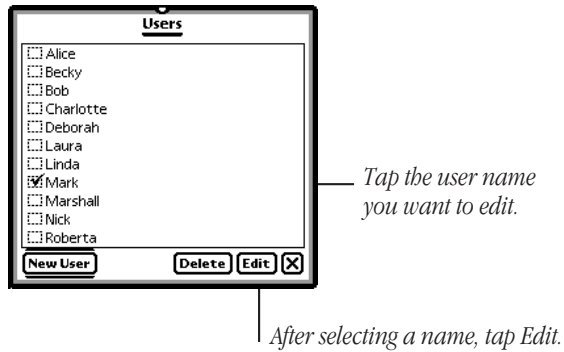 Users
Alice
Becky
Bob
Charlotte
Deborah
Laura
Linda
Mark
Marshall
Nick
Roberta
New User Delete Edit
Tap the user name
you want to edit.
After selecting a name, tap Edit.